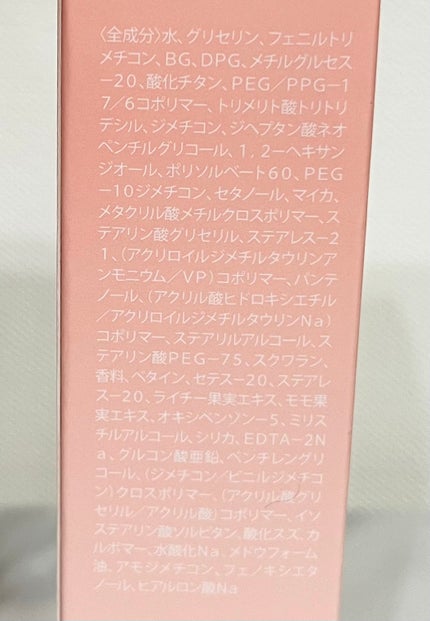 〈全成分〉水、グリセリン、フェニルトリ
メチコン、BG、DPG、メチルグルセス
−20、酸化チタン、PEG／PPG−1
7／6コポリマー、トリメリト酸トリトリ
デシル、ジメチコン、ジヘプタン酸ネオ
ペンチルグリコール、1，2−ヘキサン
ジオール、ポリソルベート60、PEG
−10ジメチコン、セタノール、マイカ、
メタクリル酸メチルクロスポリマー、ス
テアリン酸グリセリル、ステアレス−2
1、（アクリロイルジメチルタウリンア
ンモニウム／VP）コポリマー、パンテ
ノール、（アクリル酸ヒドロキシエチル
／アクリロイルジメチルタウリンNa）
コポリマー、ステアリルアルコール、ス
テアリン酸PEG−75、スクワラン、
香料、ベタイン、セテス−20、ステアレ
ス−20、ライチー果実エキス、モモ果
実エキス、オキシベンゾン−5、ミリス
チルアルコール、シリカ、EDTA−2N
a、グルコン酸亜鉛、ペンチレングリ
コール、（ジメチコン／ビニルジメチコ
ン）クロスポリマー、（アクリル酸グリ
セリル／アクリル酸）コポリマー、イソ
ステアリン酸ソルビタン、酸化スズ、カ
ルボマー、水酸化Na、メドウフォーム
油、アモジメチコン、フェノキシエタ
ノール、ヒアルロン酸Na